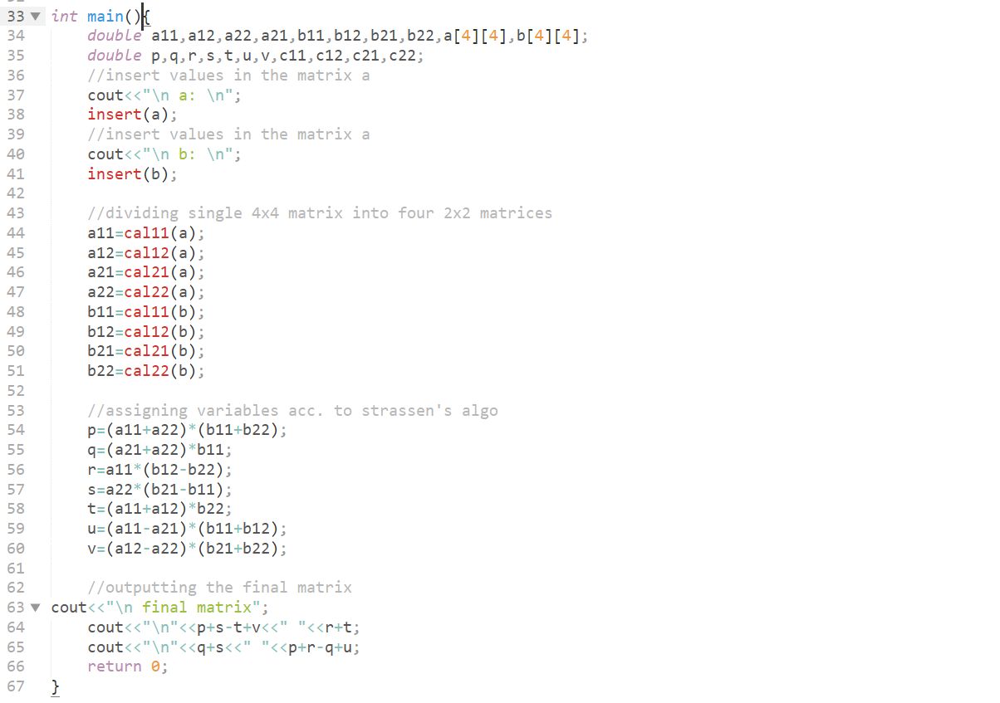 33 int main(){
34 double a11,a12,a22,a21,b11,b12,b21,b22,a[4][4],b[4][4];
35 double p,q,r,s,t,u,v,c11,c12,c21,c22;
36 //insert values in the matrix a
37 cout<<"\n a: \n";
38 insert(a);
39 //insert values in the matrix a
40 cout<<"\n b: \n";
41 insert(b);
42
43 //dividing single 4x4 matrix into four 2x2 matrices
44 a11=cal11(a);
45 a12=cal12(a);
46 a21=cal21(a);
47 a22=cal22(a);
48 b11=cal11(b);
49 b12=cal12(b);
50 b21=cal21(b);
51 b22=cal22(b);
52
53 //assigning variables acc. to strassen's algo
54 p=(a11+a22)*(b11+b22);
55 q=(a21+a22)*b11;
56 r=a11*(b12-b22);
57 s=a22*(b21-b11);
58 t=(a11+a12)*b22;
59 u=(a11-a21)*(b11+b12);
60 v=(a12-a22)*(b21+b22);
61
62 //outputting the final matrix
63 cout<<"\n final matrix";
64 cout<<"\n"<<p+s-t+v<<" "<<r+t;
65 cout<<"\n"<<q+s<<" "<<p+r-q+u;
66 return 0;
67 }